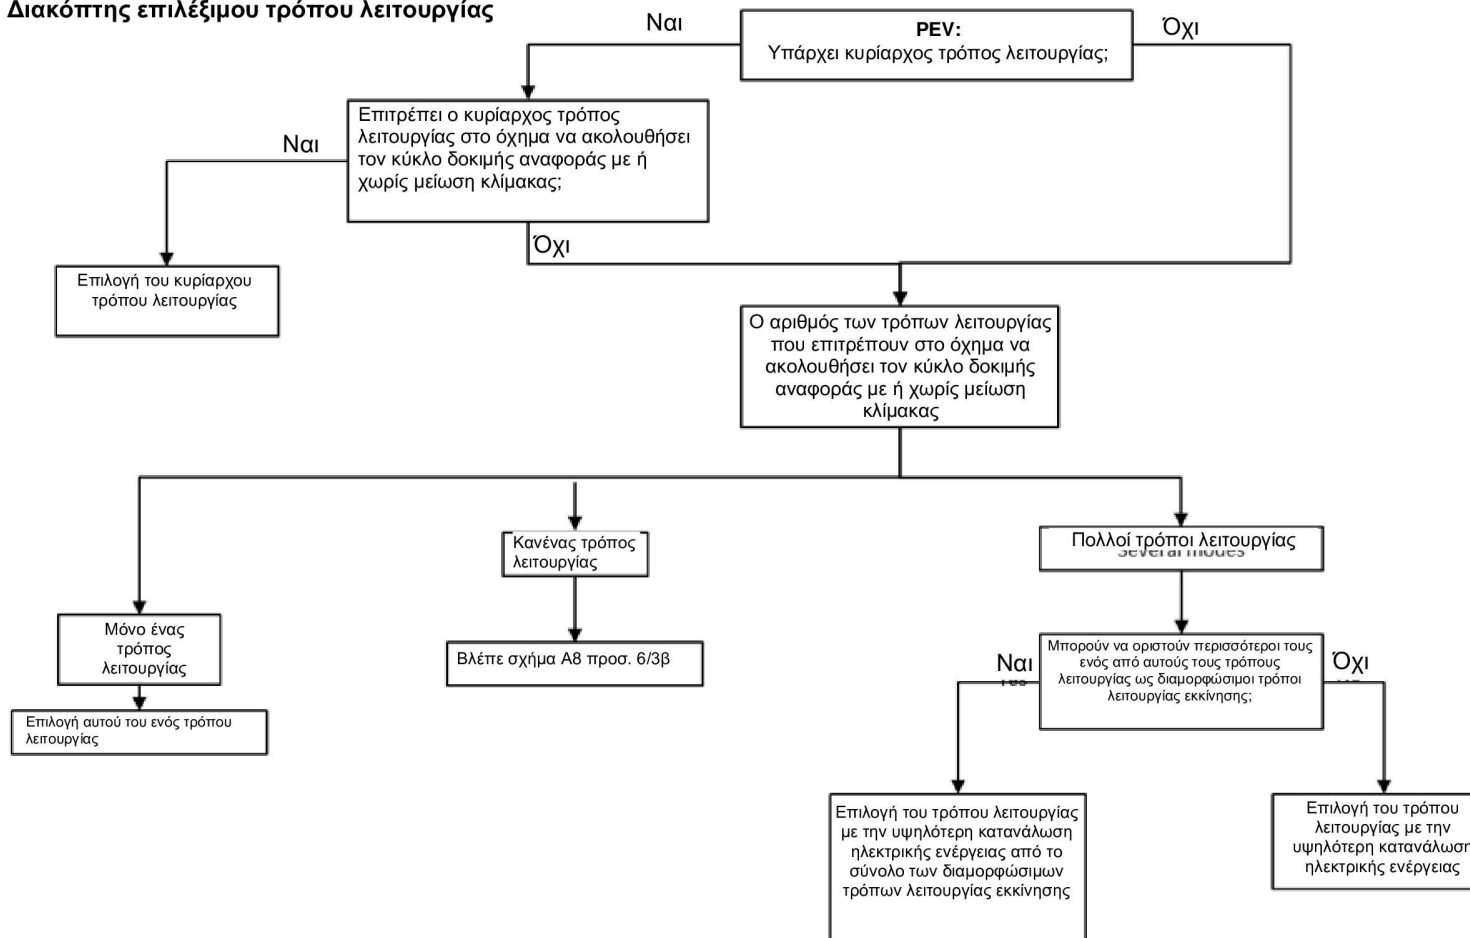 Διακόπτης επιλέξιμου τρόπου λειτουργίας
Ναι
PEV:
Υπάρχει κυρίαρχος τρόπος λειτουργίας;
Όχι
Επιτρέπει ο κυρίαρχος τρόπος
λειτουργίας στο όχημα να ακολουθήσει
τον κύκλο δοκιμής αναφοράς με ή
χωρίς μείωση κλίμακας;
Ναι
Όχι
Επιλογή του κυρίαρχου
τρόπου λειτουργίας
Ο αριθμός των τρόπων λειτουργίας
που επιτρέπουν στο όχημα να
ακολουθήσει τον κύκλο δοκιμής
αναφοράς με ή χωρίς μείωση
κλίμακας
Κανένας τρόπος
λειτουργίας
Πολλοί τρόποι λειτουργίας
Several modes
Μόνο ένας
τρόπος
λειτουργίας
Βλέπε σχήμα A8 προσ. 6/3β
Ναι
Μπορούν να οριστούν περισσότεροι τους
ενός από αυτούς τους τρόπους
λειτουργίας ως διαμορφώσιμοι τρόποι
λειτουργίας εκκίνησης;
Όχι
Επιλογή αυτού του ενός τρόπου
λειτουργίας
Επιλογή του τρόπου λειτουργίας
με την υψηλότερη κατανάλωση
ηλεκτρικής ενέργειας από το
σύνολο των διαμορφώσιμων
τρόπων λειτουργίας εκκίνησης
Επιλογή του τρόπου
λειτουργίας με την
υψηλότερη κατανάλωση
ηλεκτρικής ενέργειας